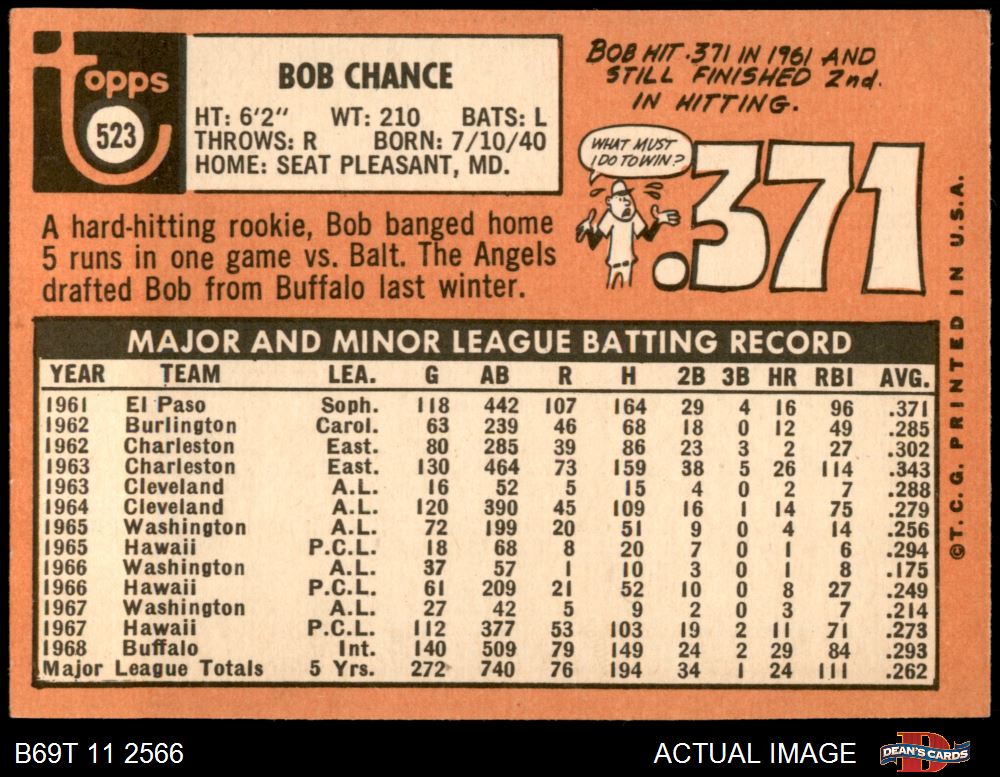 Topps
523
BOB CHANCE
HT: 6'2" WT: 210 BATS: L
THROWS: R BORN: 7/10/40
HOME: SEAT PLEASANT, MD.
A hard-hitting rookie, Bob banged home
5 runs in one game vs. Balt. The Angels
drafted Bob from Buffalo last winter.
BOB HIT .371 IN 1961 AND
STILL FINISHED 2nd.
IN HITTING.
WHAT MUST
I DO TO WIN?
.371
MAJOR AND MINOR LEAGUE BATTING RECORD
YEAR TEAM LEA. G AB R H 2B 3B HR RBI AVG.
1961 El Paso Soph. 118 442 107 164 29 4 16 96 .371
1962 Burlington Carol. 63 239 46 68 18 0 12 49 .285
1962 Charleston East. 80 285 39 86 23 3 2 27 .302
1963 Charleston East. 130 464 73 159 38 5 26 114 .343
1963 Cleveland A.L. 16 52 5 15 4 0 2 7 .288
1964 Cleveland A.L. 120 390 45 109 16 1 14 75 .279
1965 Washington A.L. 72 199 20 51 9 0 4 14 .256
1965 Hawaii P.C.L. 18 68 8 20 7 0 1 6 .294
1966 Washington A.L. 37 57 1 10 3 0 1 8 .175
1966 Hawaii P.C.L. 61 209 21 52 10 0 8 27 .249
1967 Washington A.L. 27 42 5 9 2 0 3 7 .214
1967 Hawaii P.C.L. 112 377 53 103 19 2 11 71 .273
1968 Buffalo Int. 140 509 79 149 24 2 29 84 .293
Major League Totals 5 Yrs. 272 740 76 194 34 1 24 111 .262
©T.C.G. PRINTED IN U.S.A.
B69T 11 2566
ACTUAL IMAGE
DEAN'S CARDS